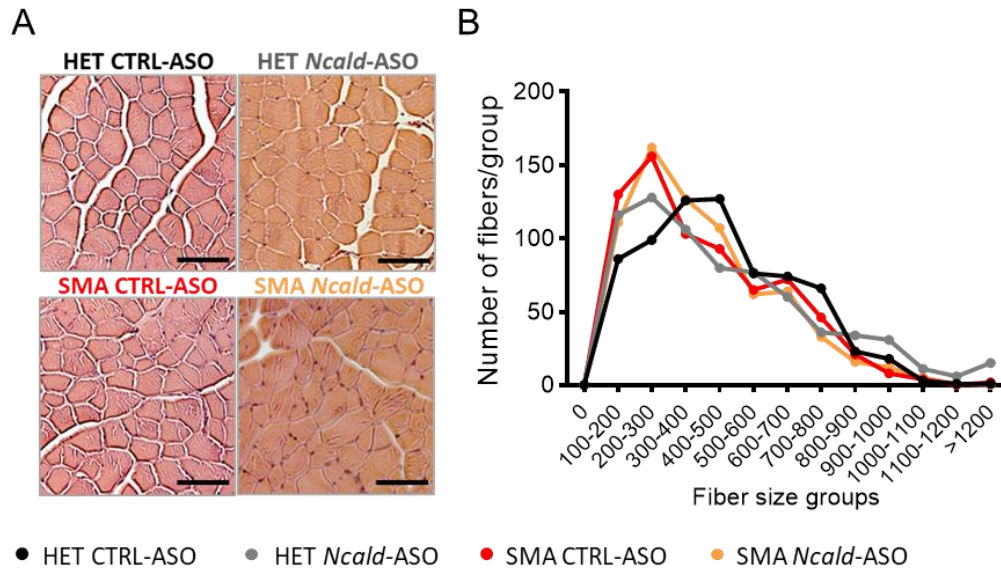 A
HET CTRL-ASO
HET Ncald-ASO
SMA CTRL-ASO
SMA Ncald-ASO
B
Number of fibers/group
200
150
100
50
0
0
100-200
200-300
300-400
400-500
500-600
600-700
700-800
800-900
900-1000
1000-1100
1100-1200
>1200
Fiber size groups
HET CTRL-ASO
HET Ncald-ASO
SMA CTRL-ASO
SMA Ncald-ASO